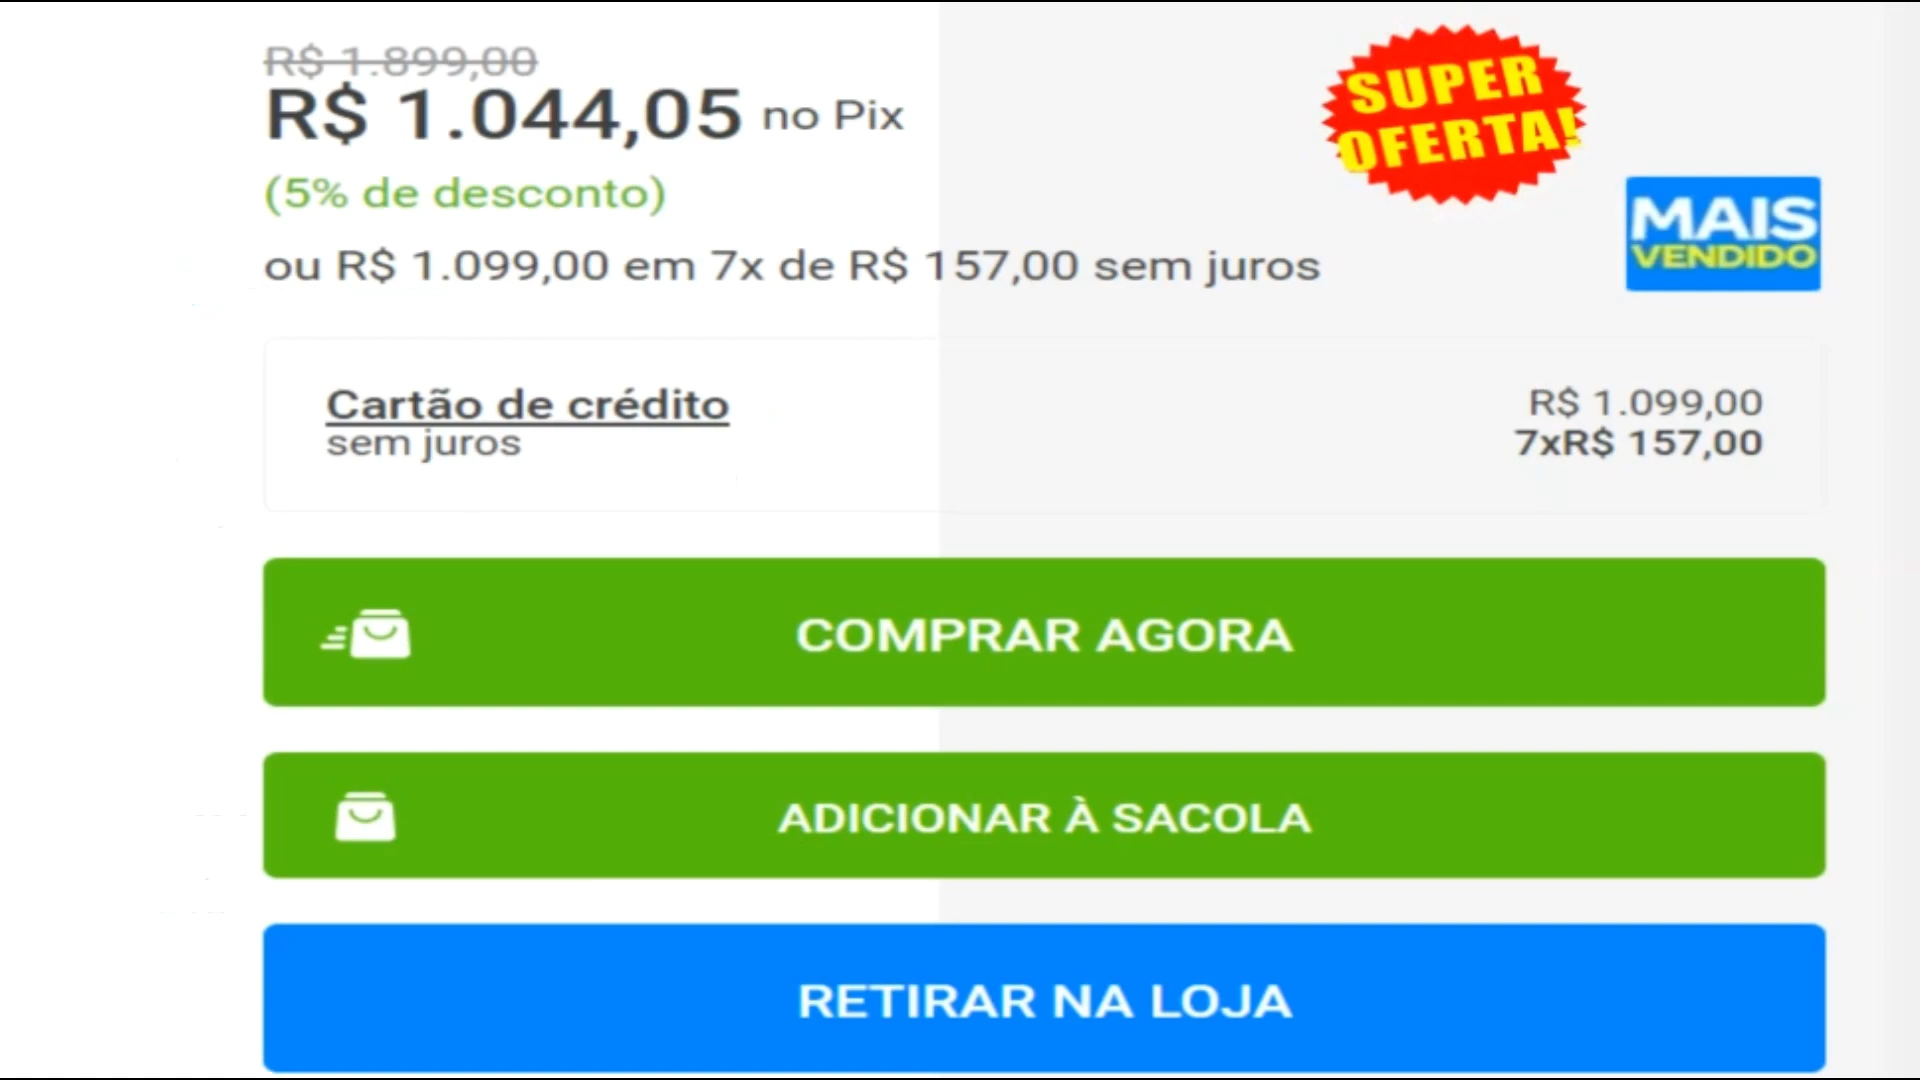 R$ 1.899,00
R$ 1.044,05 no Pix
(5% de desconto)
ou R$ 1.099,00 em 7x de R$ 157,00 sem juros
SUPER
OFERTA!
MAIS
VENDIDO
Cartão de crédito
sem juros
R$ 1.099,00
7xR$ 157,00
COMPRAR AGORA
ADICIONAR À SACOLA
RETIRAR NA LOJA